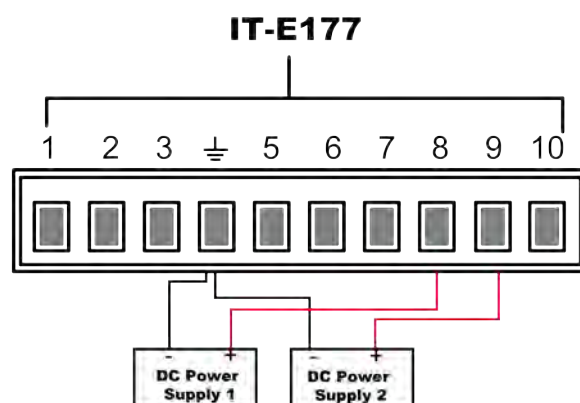 IT-E177
1 2 3 ⏚ 5 6 7 8 9 10
- + - +
DC Power DC Power
Supply 1 Supply 2